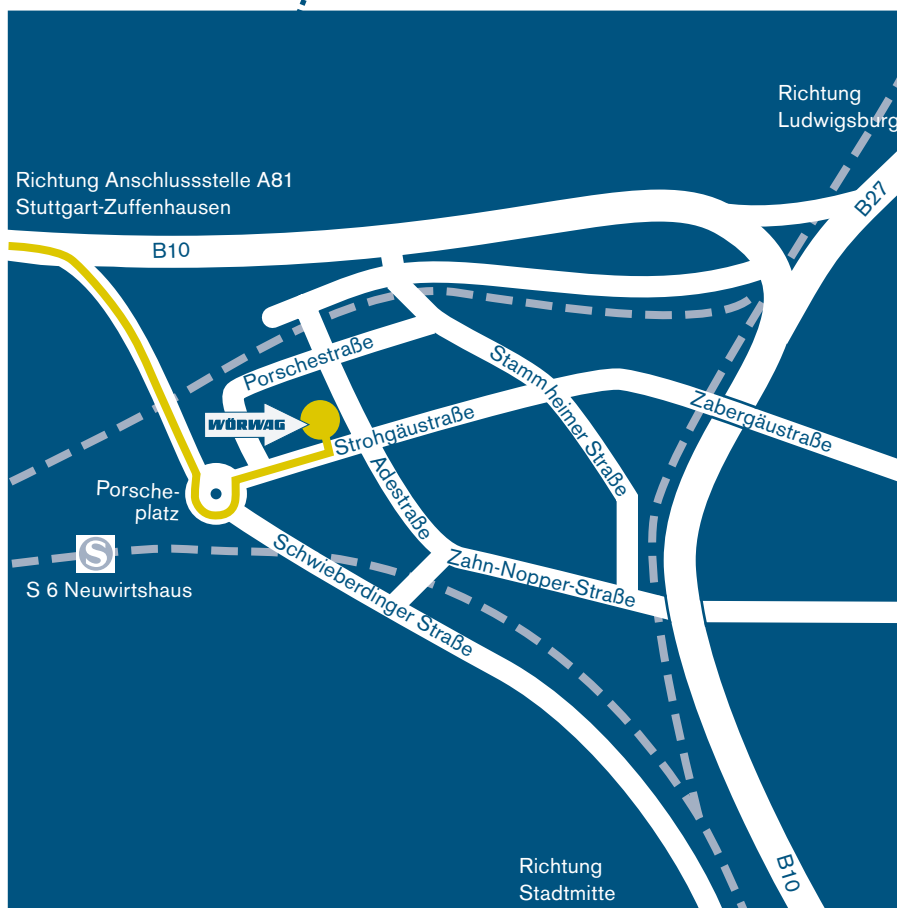 Richtung
Ludwigsburg
Richtung Anschlussstelle A81
Stuttgart-Zuffenhausen
B27
B10
Porschestraße
Stammheimer Straße
Zabergäustraße
WÖRWAG
Strohgäustraße
Adestraße
Porsche-
platz
S
S 6 Neuwirtshaus
Schwieberdinger Straße
Zahn-Nopper-Straße
Richtung
Stadtmitte
B10